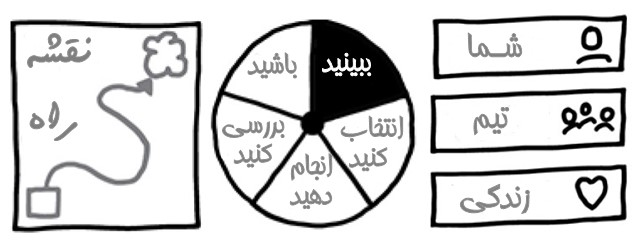 نقشه
راه
ببینید
انتخاب
کنید
انجام
دهید
بررسی
کنید
باشید
شما
تیم
زندگی